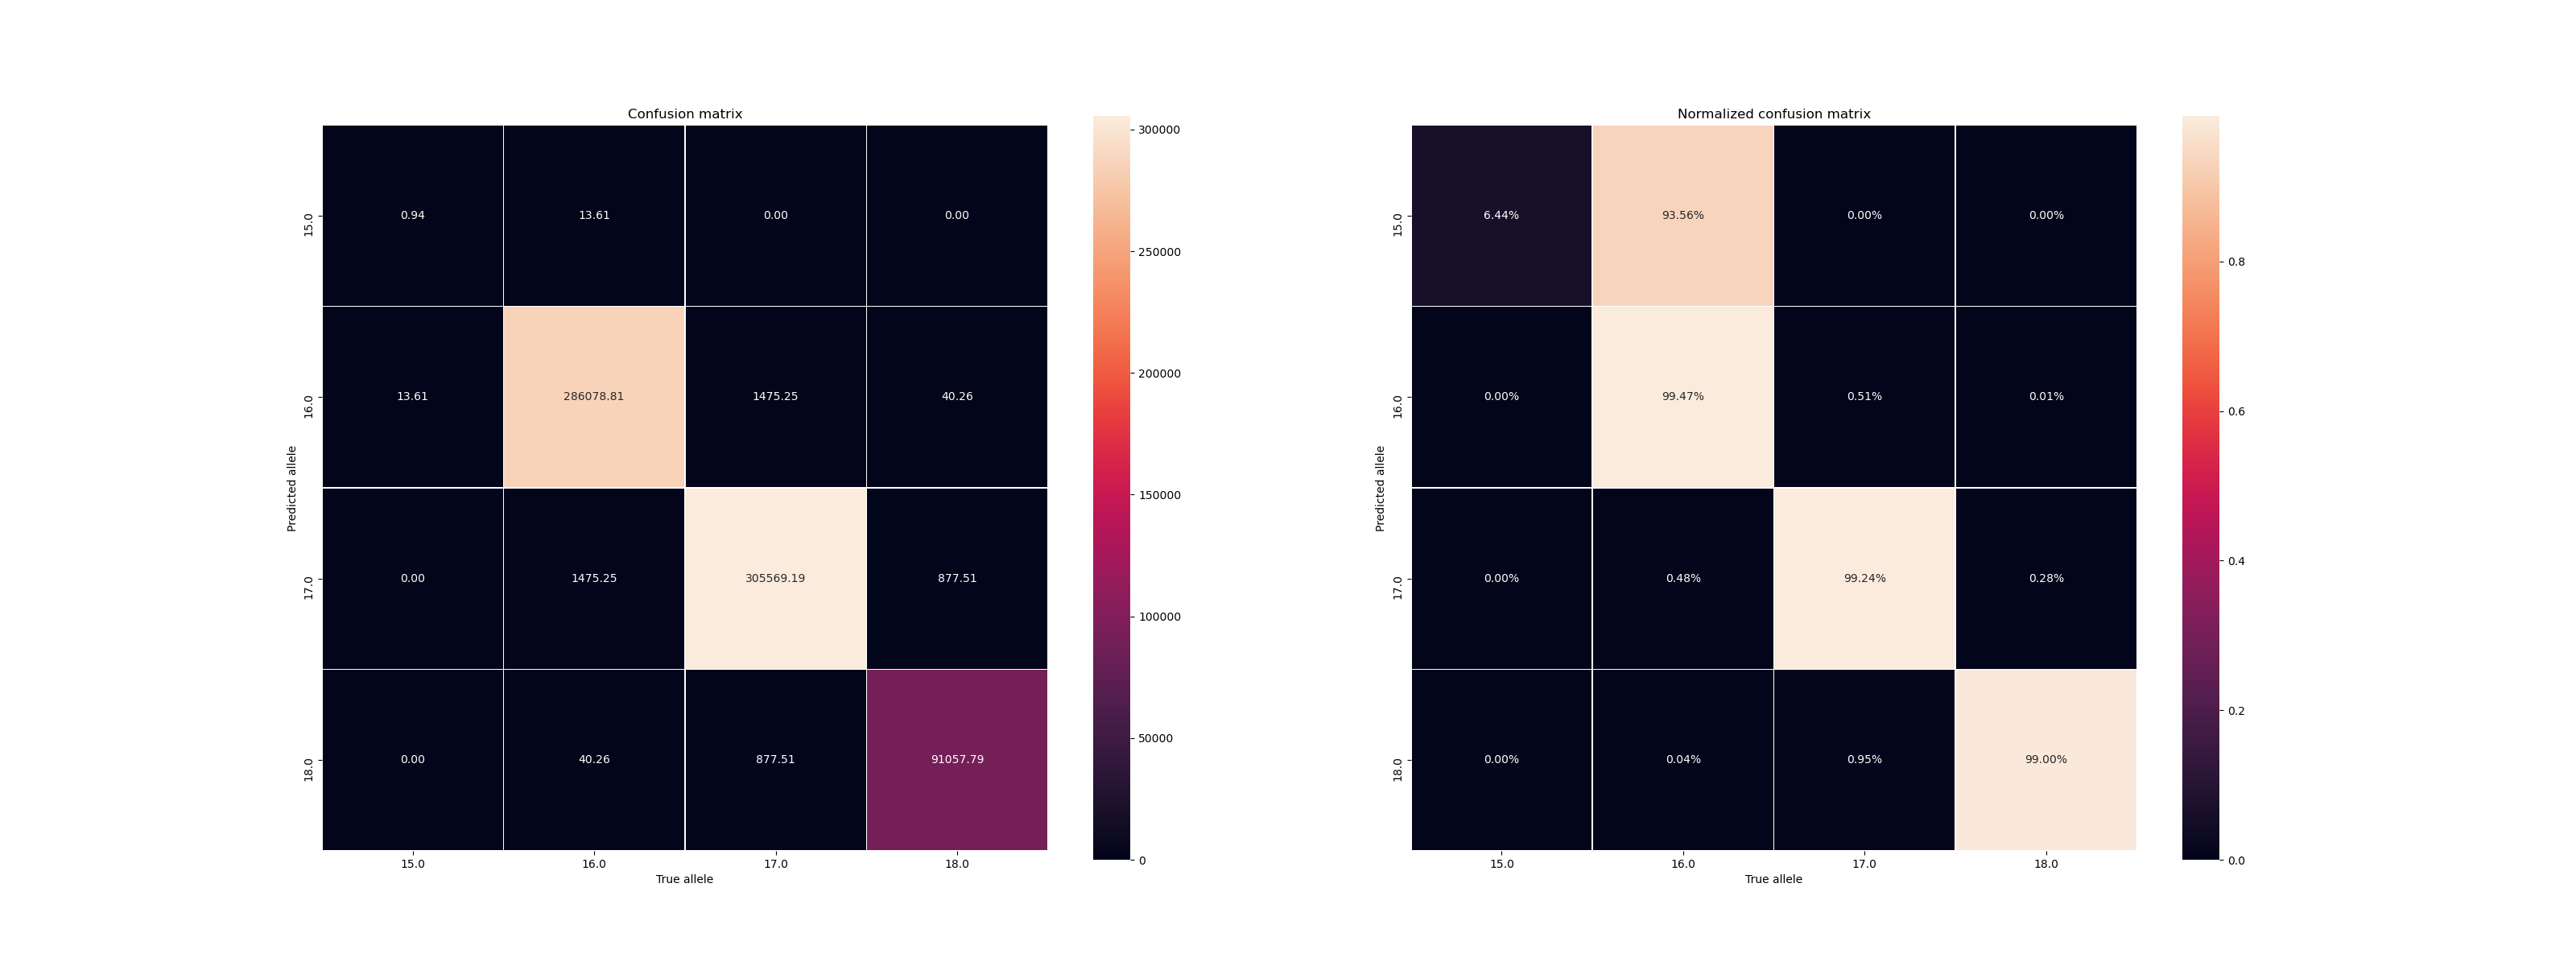 Confusion matrix
0.94 13.61 0.00 0.00
13.61 286078.81 1475.25 40.26
0.00 1475.25 305569.19 877.51
0.00 40.26 877.51 91057.79
15.0
16.0
17.0
18.0
Predicted allele
15.0 16.0 17.0 18.0
True allele
300000
250000
200000
150000
100000
50000
0
Normalized confusion matrix
6.44% 93.56% 0.00% 0.00%
0.00% 99.47% 0.51% 0.01%
0.00% 0.48% 99.24% 0.28%
0.00% 0.04% 0.95% 99.00%
15.0
16.0
17.0
18.0
Predicted allele
15.0 16.0 17.0 18.0
True allele
0.8
0.6
0.4
0.2
0.0